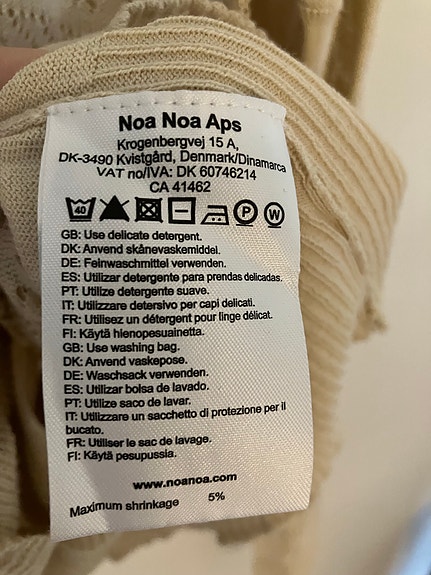 Noa Noa Aps
Krogenbergvej 15 A,
DK-3490 Kvistgård, Denmark/Dinamarca
VAT no/IVA: DK 60746214
CA 41462
40 P W
GB: Use delicate detergent.
DK: Anvend skånevaskemiddel.
DE: Feinwaschmittel verwenden.
ES: Utilizar detergente para prendas delicadas.
PT: Utilize detergente suave.
IT: Utilizzare detersivo per capi delicati.
FR: Utilisez un détergent pour linge délicat.
FI: Käytä hienopesuainetta.
GB: Use washing bag.
DK: Anvend vaskepose.
DE: Waschsack verwenden.
ES: Utilizar bolsa de lavado.
PT: Utilize saco de lavar.
IT: Utilizzare un sacchetto di protezione per il
bucato.
FR: Utiliser le sac de lavage.
FI: Käytä pesupussia.
www.noanoa.com
Maximum shrinkage 5%